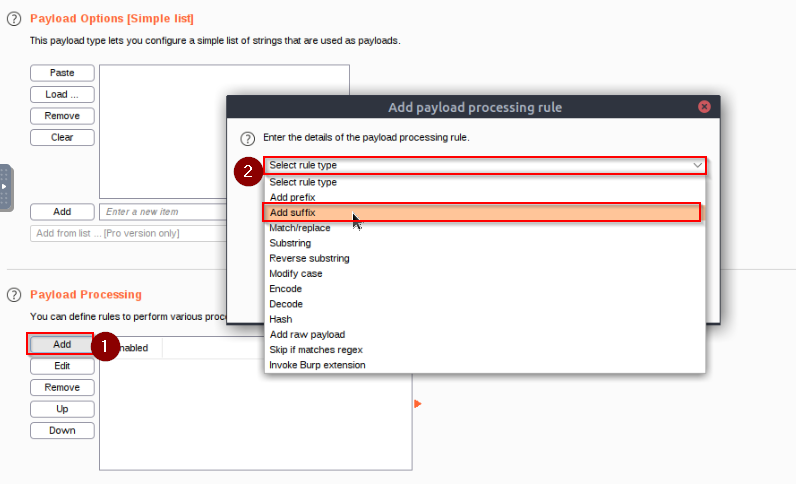 Payload Options [Simple list]
This payload type lets you configure a simple list of strings that are used as payloads.
Paste
Load ...
Remove
Clear
Add
Enter a new item
Add from list ... [Pro version only]
Add payload processing rule
Enter the details of the payload processing rule.
2
Select rule type
Select rule type
Add prefix
Add suffix
Match/replace
Substring
Reverse substring
Modify case
Encode
Decode
Hash
Add raw payload
Skip if matches regex
Invoke Burp extension
Payload Processing
You can define rules to perform various
Add
1
Edit
Remove
Up
Down